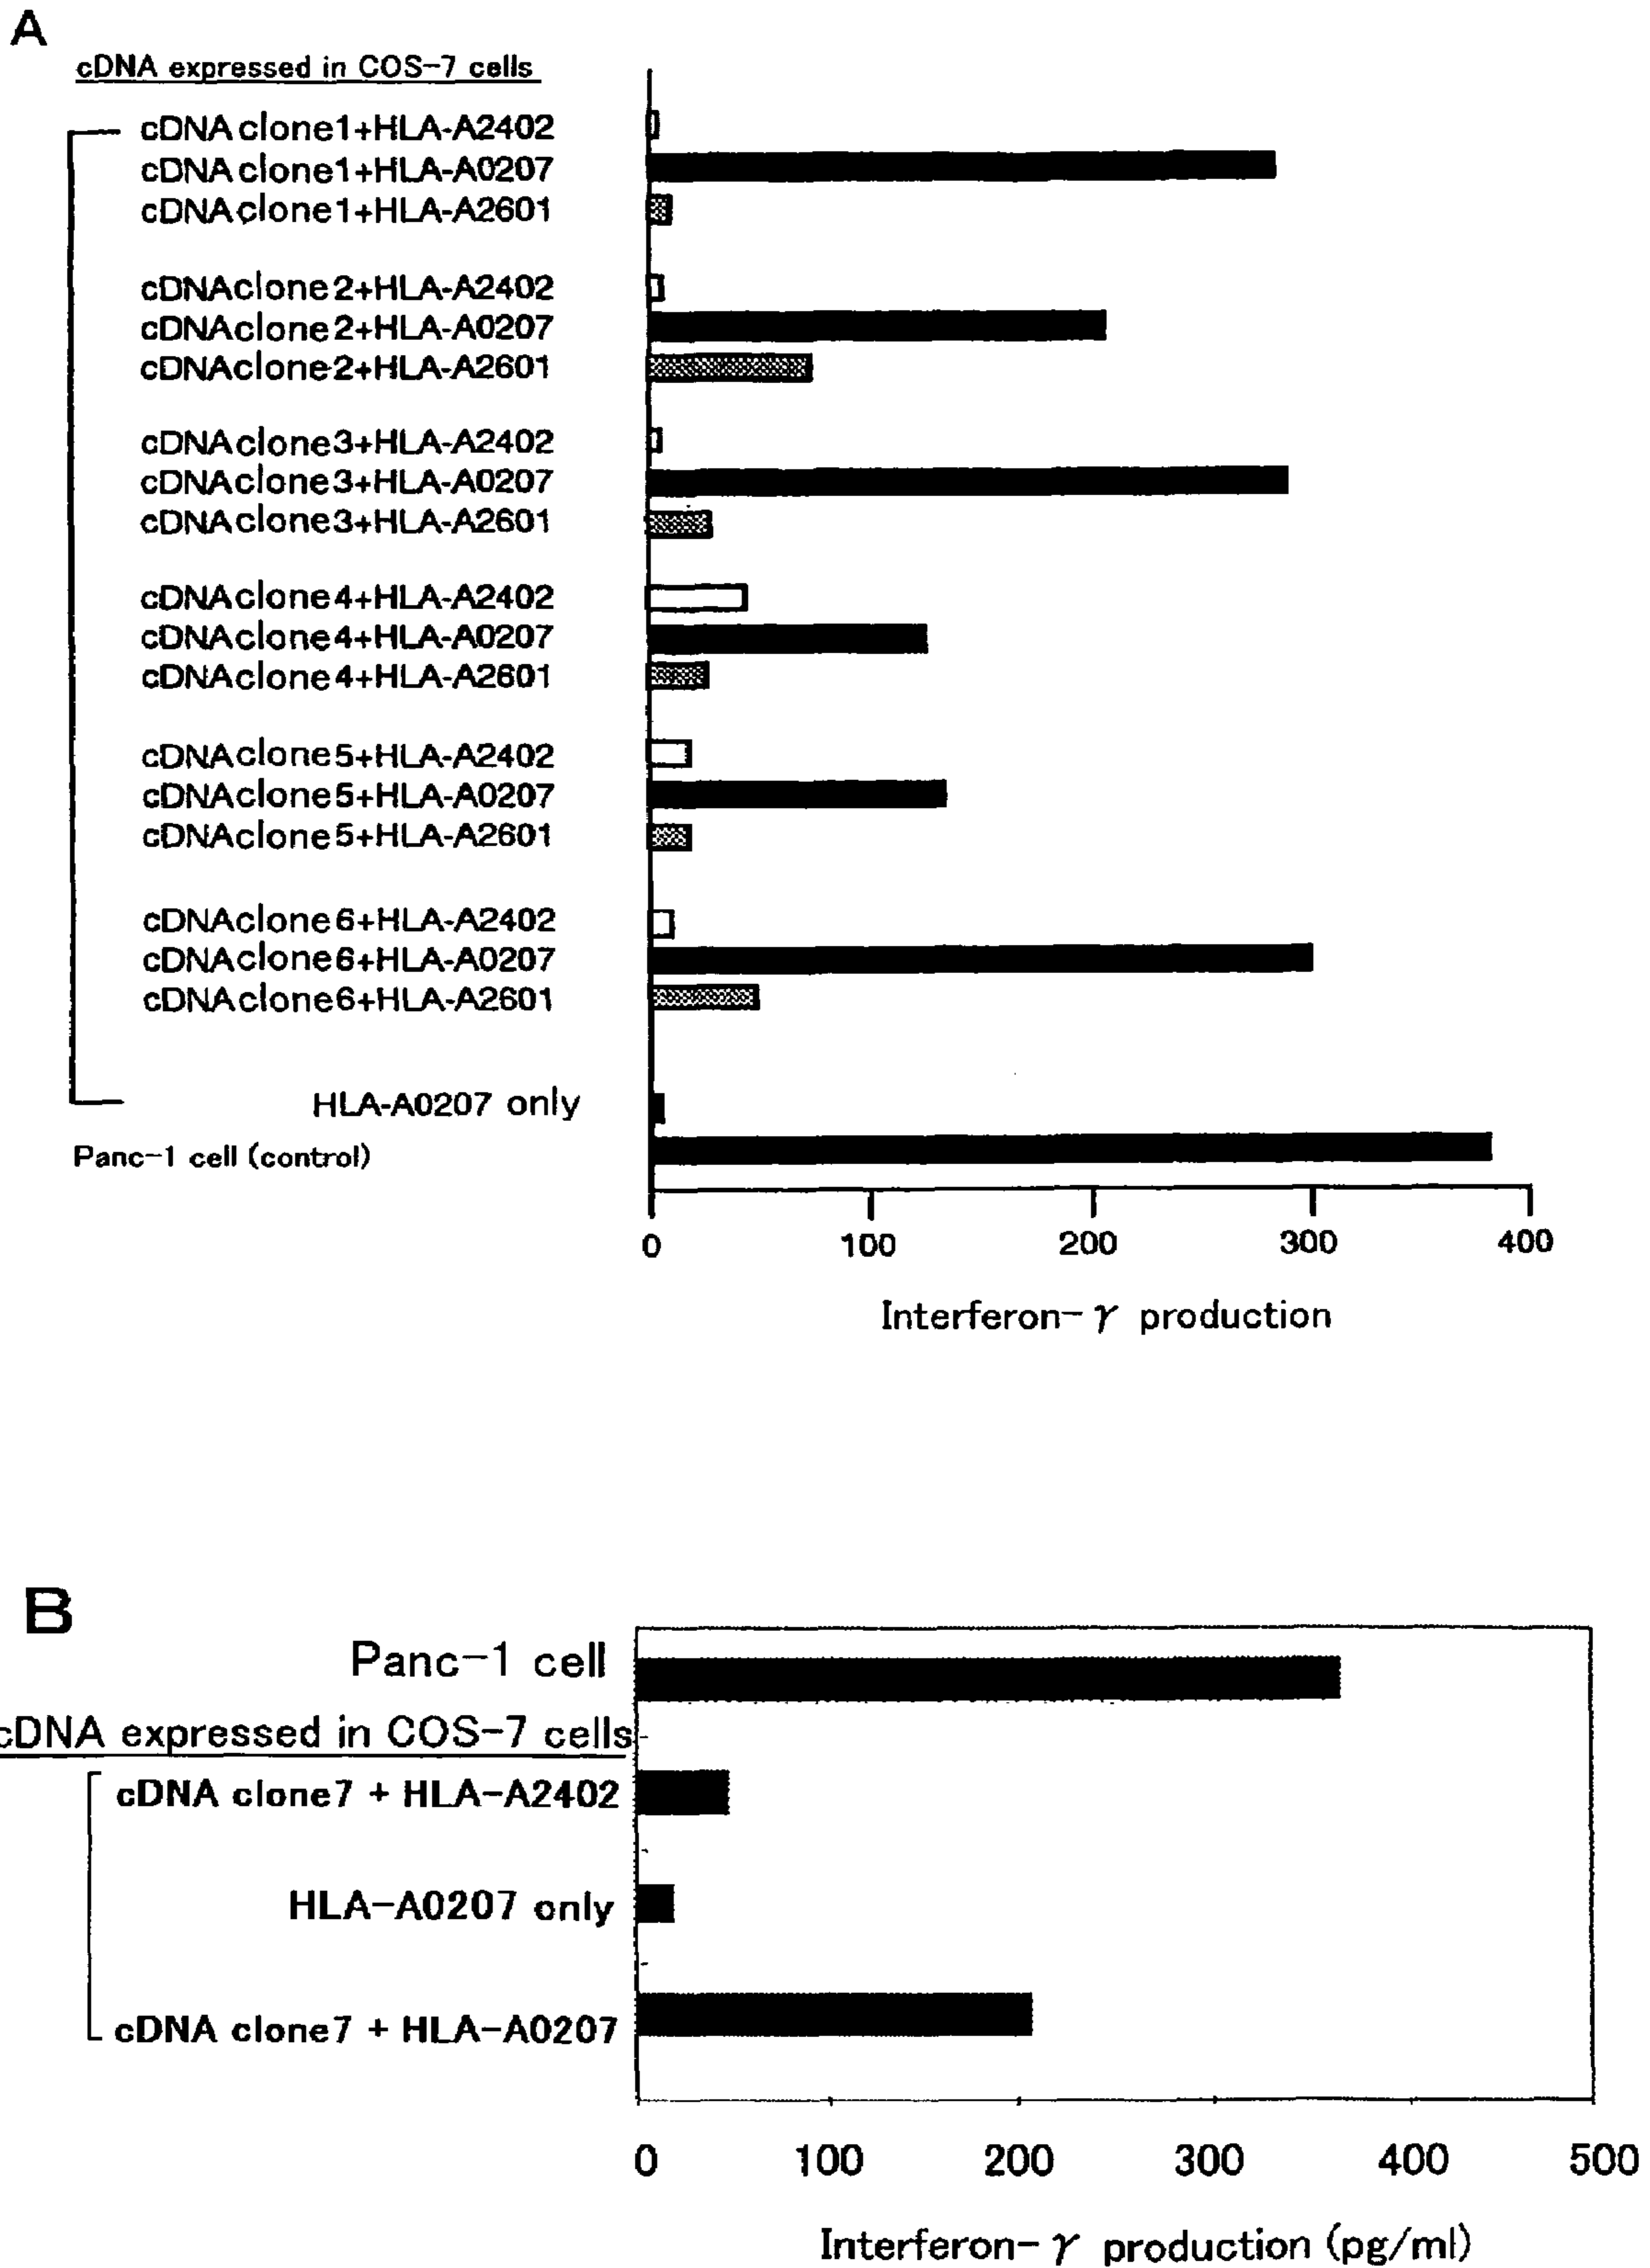 A
cDNA expressed in COS-7 cells
cDNA clone1+HLA-A2402
cDNA clone1+HLA-A0207
cDNA clone1+HLA-A2601
cDNAclone2+HLA-A2402
cDNAclone2+HLA-A0207
cDNAclone2+HLA-A2601
cDNAclone3+HLA-A2402
cDNAclone3+HLA-A0207
cDNAclone3+HLA-A2601
cDNAclone4+HLA-A2402
cDNAclone4+HLA-A0207
cDNAclone4+HLA-A2601
cDNAclone5+HLA-A2402
cDNAclone5+HLA-A0207
cDNAclone5+HLA-A2601
cDNAclone6+HLA-A2402
cDNAclone6+HLA-A0207
cDNAclone6+HLA-A2601
HLA-A0207 only
Panc-1 cell (control)
0 100 200 300 400
Interferon-γ production
B
Panc-1 cell
cDNA expressed in COS-7 cells
cDNA clone7 + HLA-A2402
HLA-A0207 only
cDNA clone7 + HLA-A0207
0 100 200 300 400 500
Interferon-γ production (pg/ml)